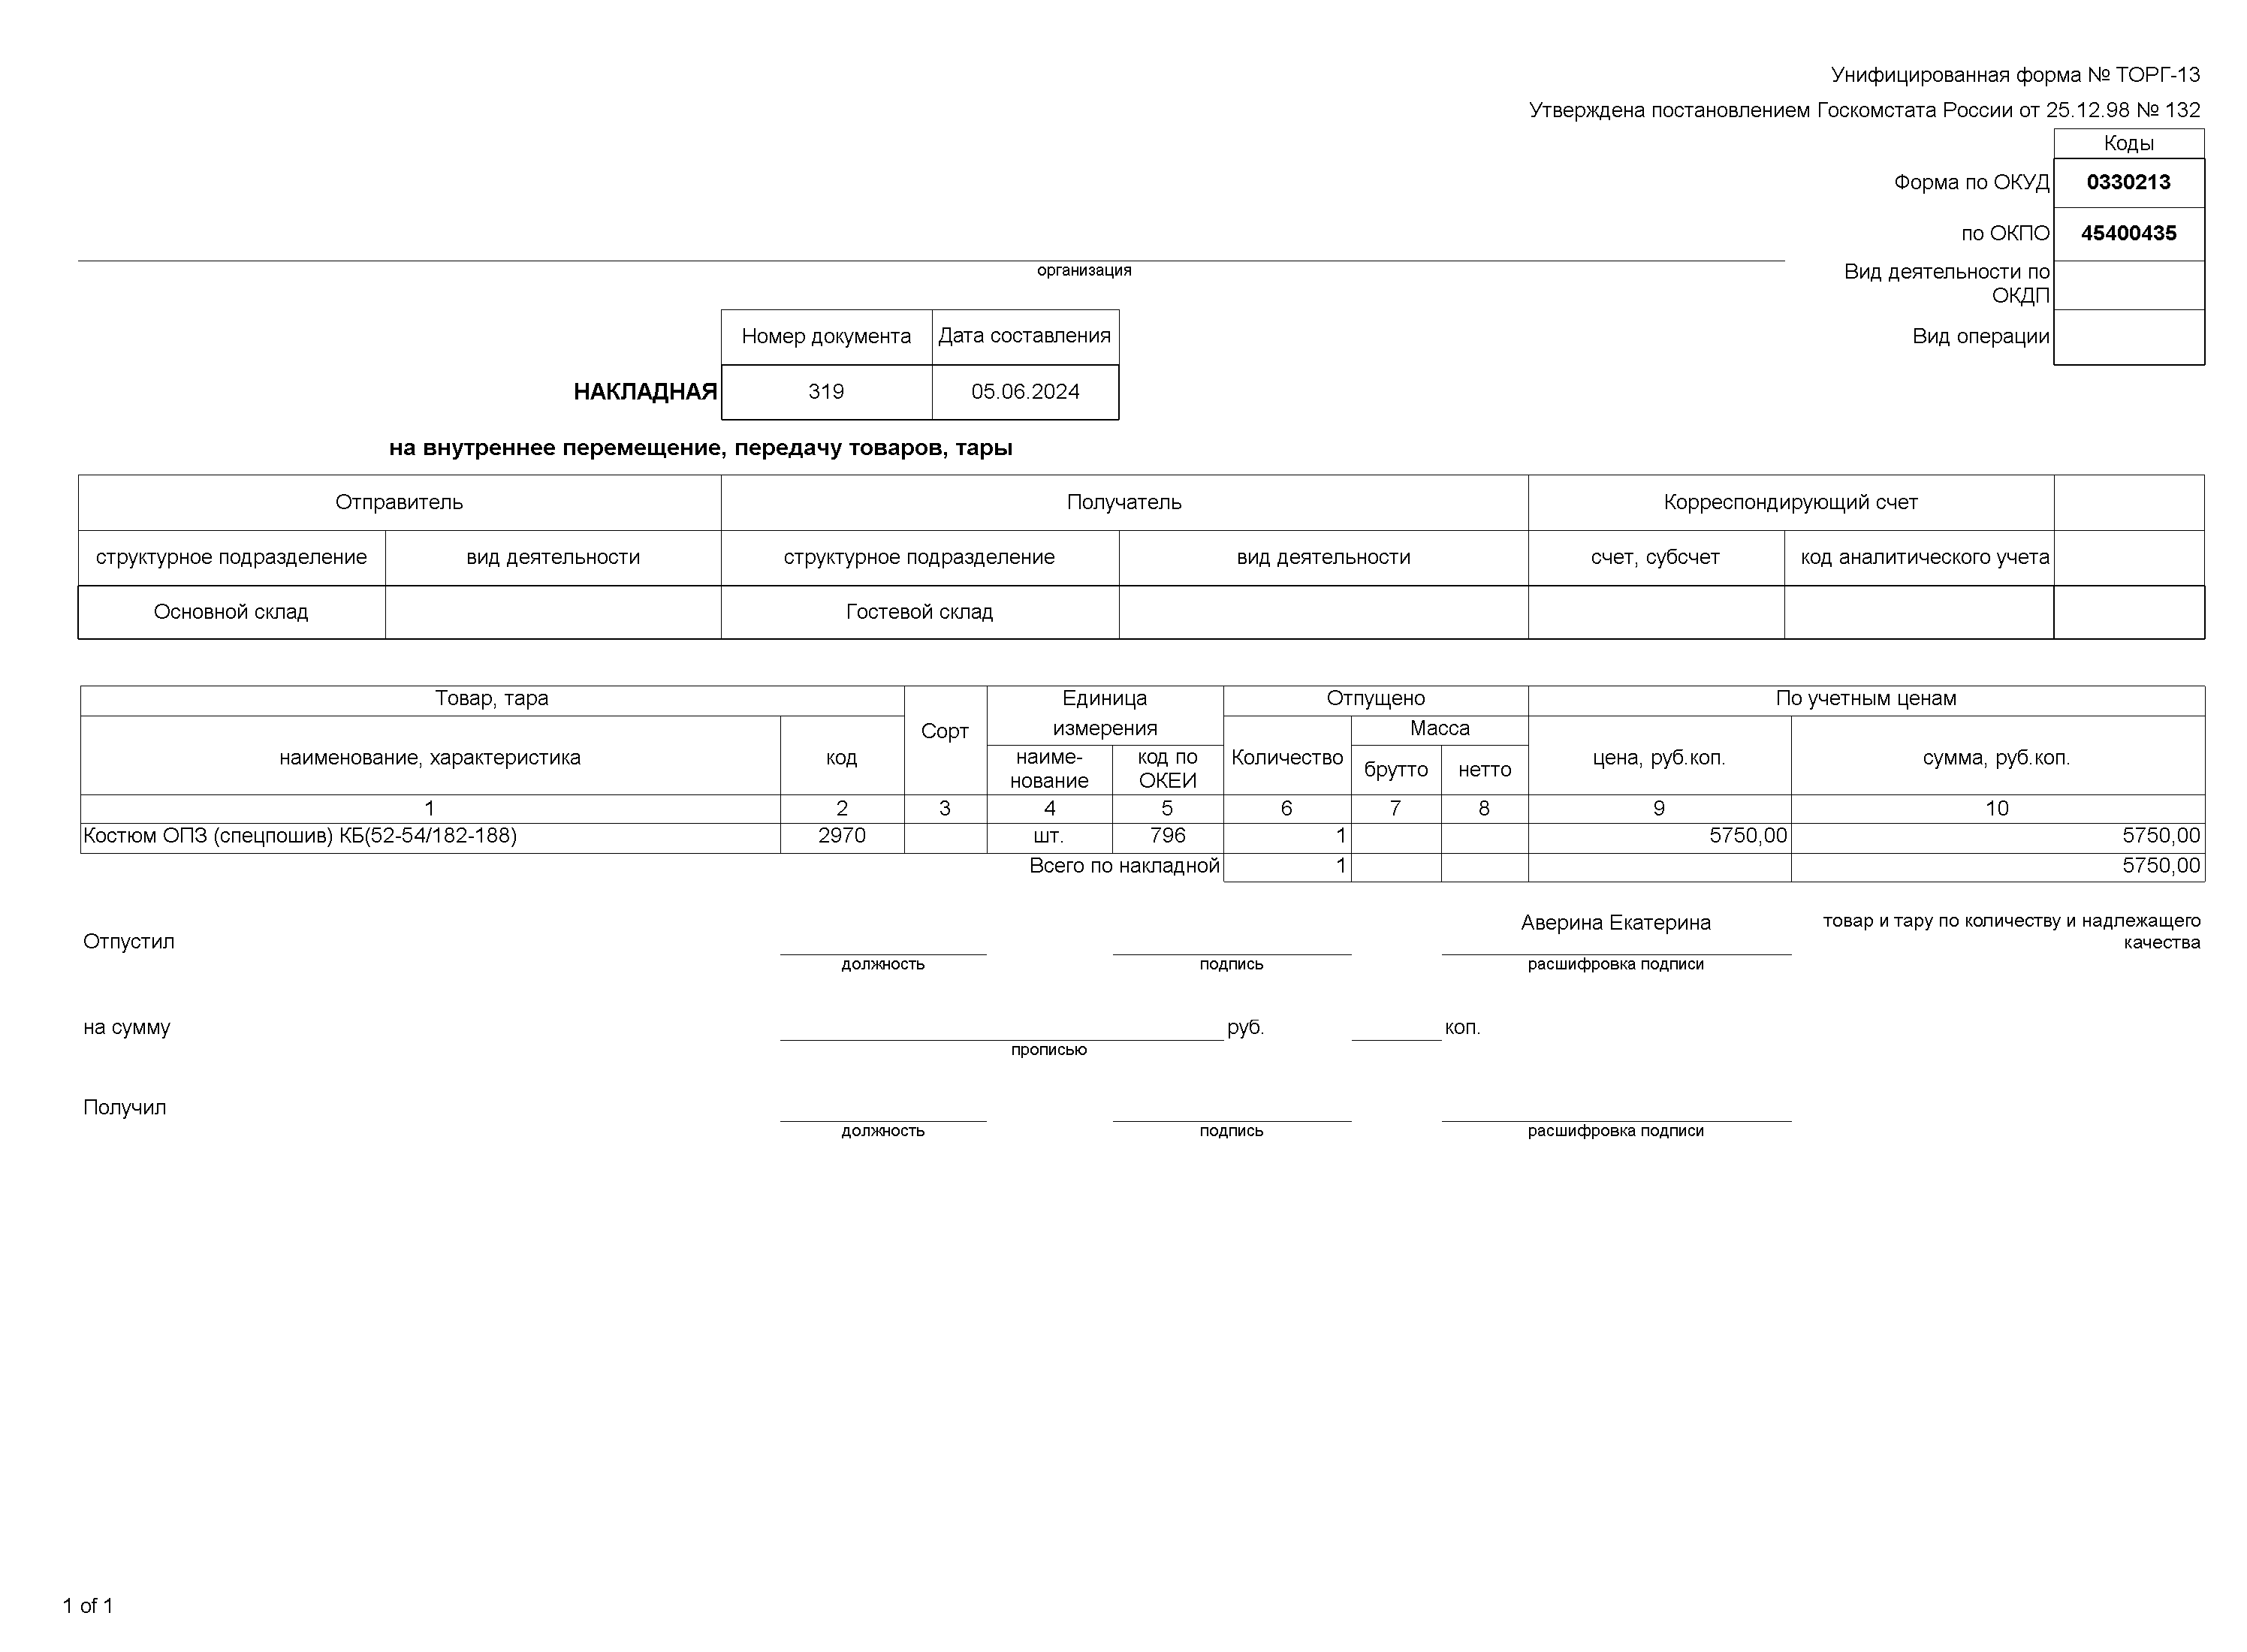 Унифицированная форма № ТОРГ-13
Утверждена постановлением Госкомстата России от 25.12.98 № 132
Коды
Форма по ОКУД 0330213
по ОКПО 45400435
организация
Вид деятельности по
ОКДП
Номер документа Дата составления
Вид операции
НАКЛАДНАЯ 319 05.06.2024
на внутреннее перемещение, передачу товаров, тары
Отправитель Получатель Корреспондирующий счет
структурное подразделение вид деятельности структурное подразделение вид деятельности счет, субсчет код аналитического учета
Основной склад Гостевой склад
Товар, тара Сорт Единица Отпущено По учетным ценам
измерения Масса
наименование, характеристика код наиме- код по Количество брутто нетто цена, руб.коп. сумма, руб.коп.
нование ОКЕИ
1 2 3 4 5 6 7 8 9 10
Костюм ОПЗ (спецпошив) КБ(52-54/182-188) 2970 шт. 796 1 5750,00 5750,00
Всего по накладной 1 5750,00
Отпустил Аверина Екатерина товар и тару по количеству и надлежащего
качества
должность подпись расшифровка подписи
на сумму руб. коп.
прописью
Получил
должность подпись расшифровка подписи
1 of 1